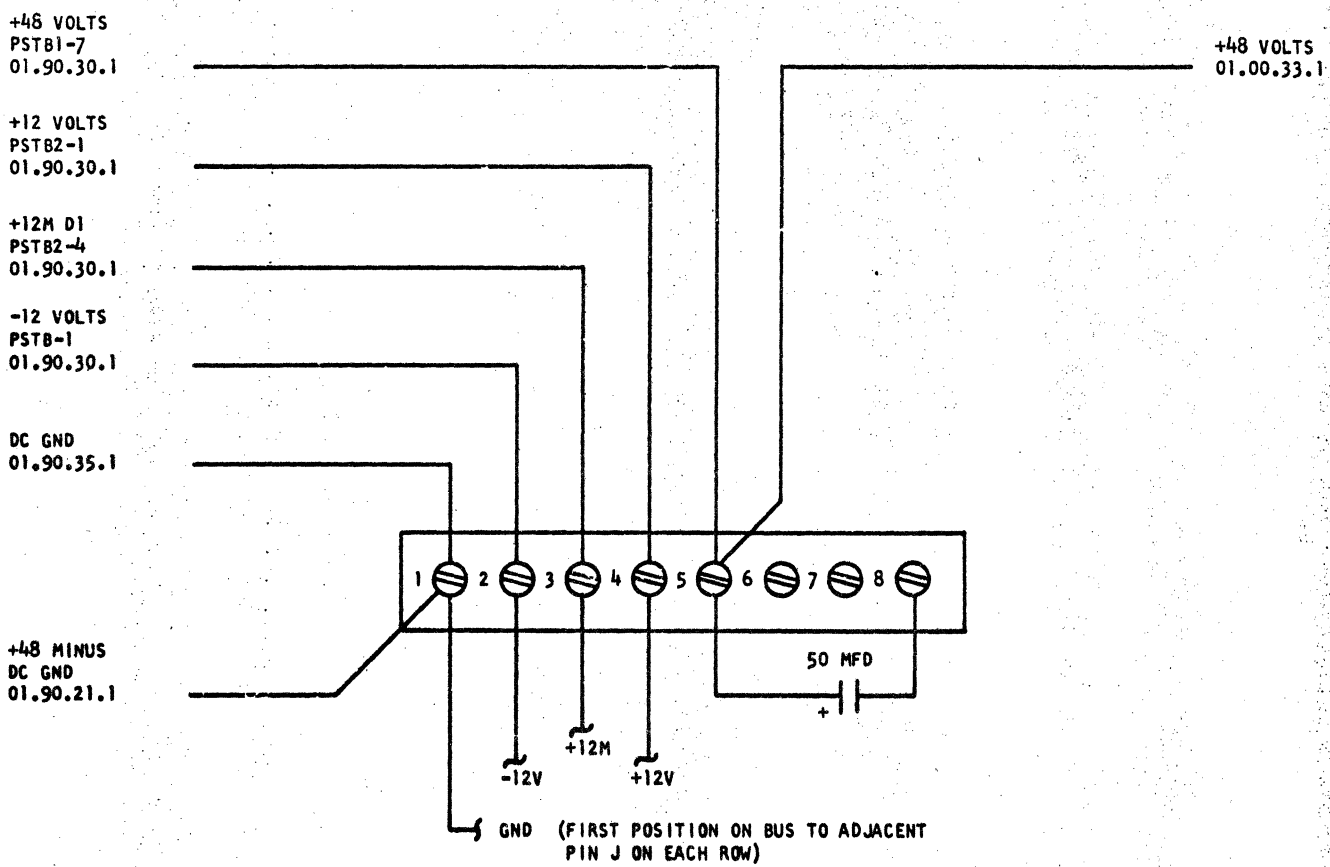 +48 VOLTS
PSTB1-7
01.90.30.1
+48 VOLTS
01.00.33.1
+12 VOLTS
PSTB2-1
01.90.30.1
+12M D1
PSTB2-4
01.90.30.1
-12 VOLTS
PSTB-1
01.90.30.1
DC GND
01.90.35.1
1 2 3 4 5 6 7 8
+48 MINUS
DC GND
01.90.21.1
50 MFD
+
+12M
-12V
+12V
GND (FIRST POSITION ON BUS TO ADJACENT
PIN J ON EACH ROW)